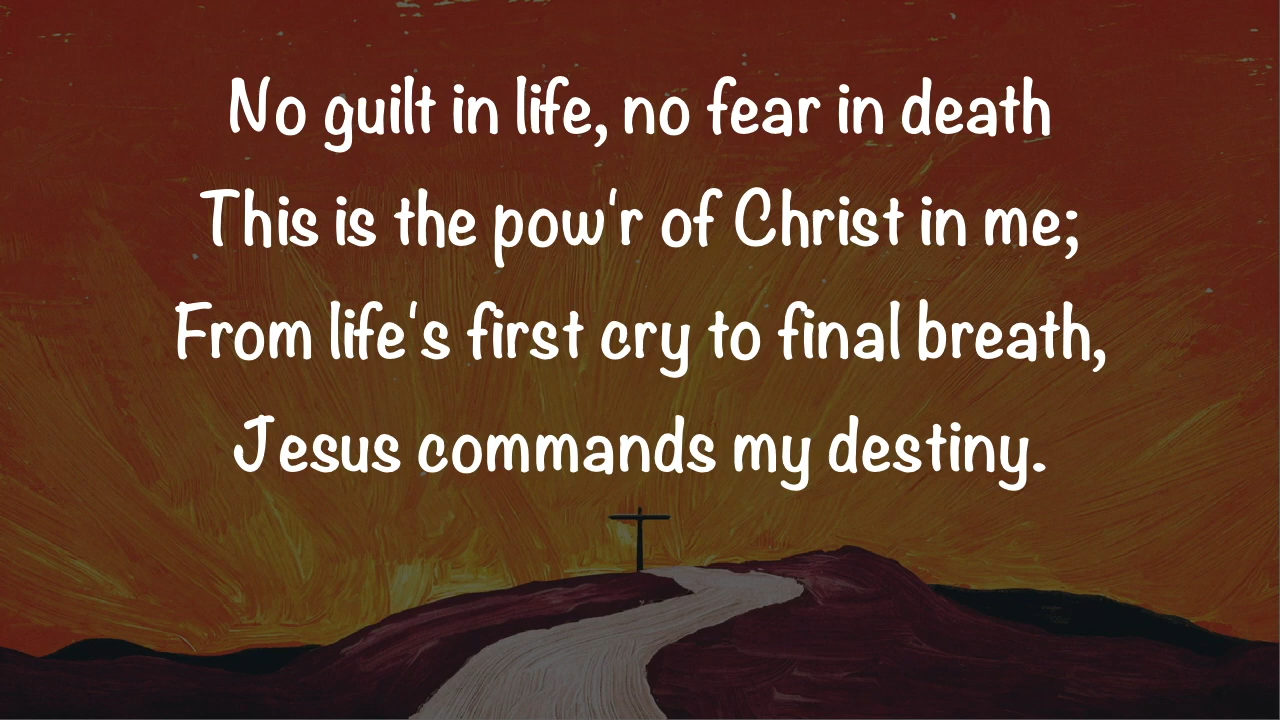 No guilt in life, no fear in death
This is the pow'r of Christ in me;
From life's first cry to final breath,
Jesus commands my destiny.